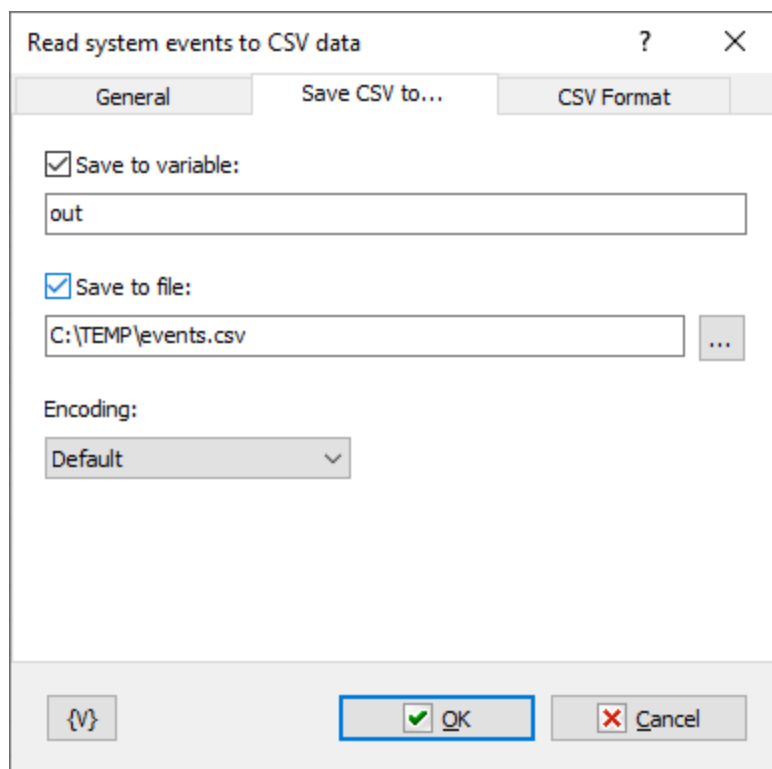 Read system events to CSV data ?
General Save CSV to... CSV Format
Save to variable:
out
Save to file:
C:\TEMP\events.csv ...
Encoding:
Default
{V} OK Cancel